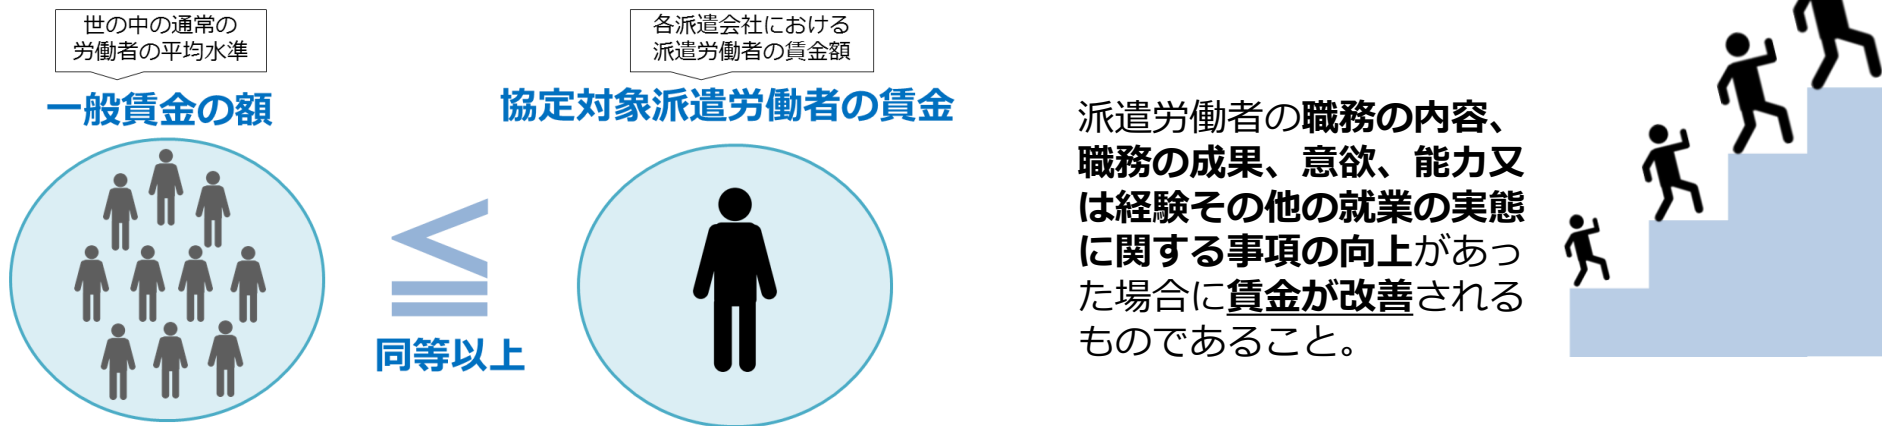 世の中の通常の
労働者の平均水準
一般賃金の額
≦
同等以上
各派遣会社における
派遣労働者の賃金額
協定対象派遣労働者の賃金
派遣労働者の職務の内容、
職務の成果、意欲、能力又
は経験その他の就業の実態
に関する事項の向上があっ
た場合に賃金が改善される
ものであること。